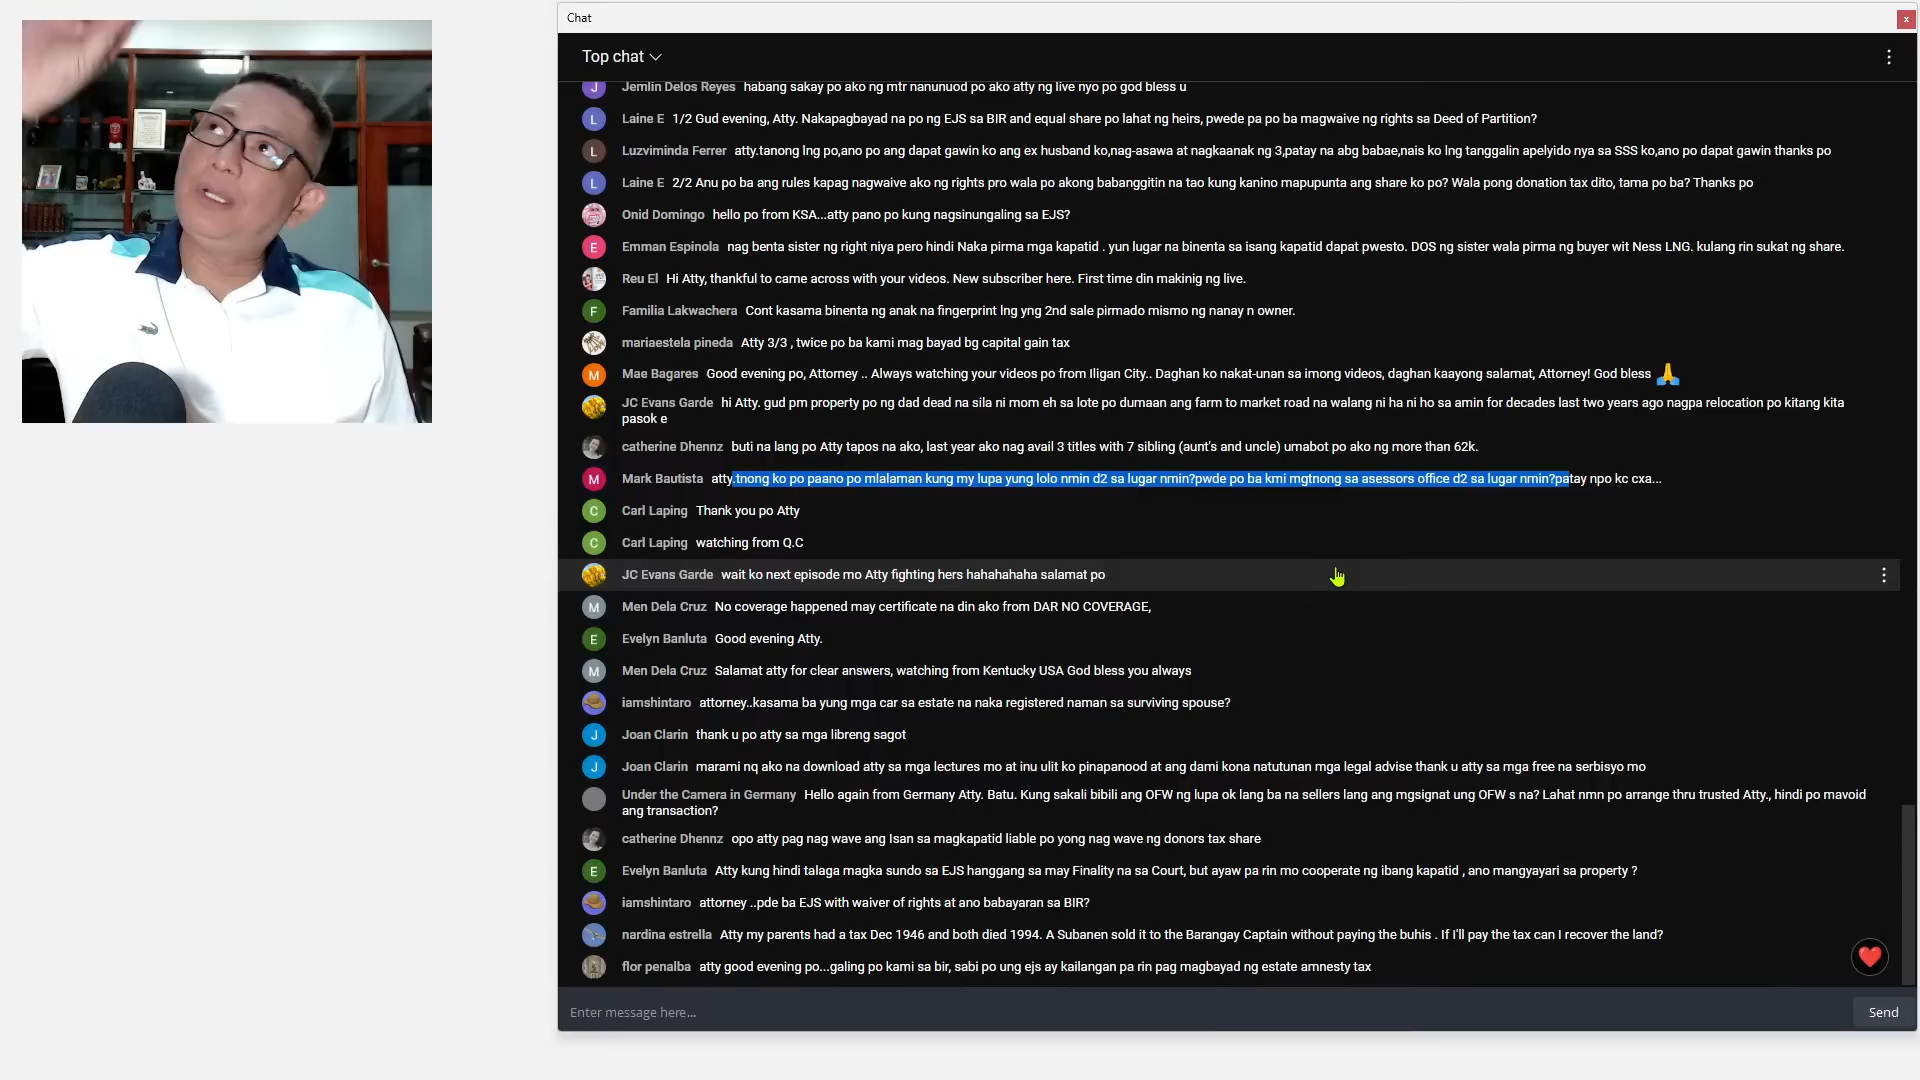 Chat
x
Top chat
J Jemlin Delos Reyes habang sakay po ako ng mtr nanunuod po ako atty ng live nyo po god bless u
L Laine E 1/2 Gud evening, Atty. Nakapagbayad na po ng EJS sa BIR and equal share po lahat ng heirs, pwede pa po ba magwaive ng rights sa Deed of Partition?
L Luzviminda Ferrer atty.tanong lng po,ano po ang dapat gawin ko ang ex husband ko,nag-asawa at nagkaanak ng 3,patay na abg babae,nais ko lng tanggalin apelyido nya sa SSS ko,ano po dapat gawin thanks po
L Laine E 2/2 Anu po ba ang rules kapag nagwaive ako ng rights pro wala po akong babanggitin na tao kung kanino mapupunta ang share ko po? Wala pong donation tax dito, tama po ba? Thanks po
Onid Domingo hello po from KSA...atty pano po kung nagsinungaling sa EJS?
E Emman Espinola nag benta sister ng right niya pero hindi Naka pirma mga kapatid . yun lugar na binenta sa isang kapatid dapat pwesto. DOS ng sister wala pirma ng buyer wit Ness LNG. kulang rin sukat ng share.
Reu El Hi Atty, thankful to came across with your videos. New subscriber here. First time din makinig ng live.
F Familia Lakwachera Cont kasama binenta ng anak na fingerprint lng yng 2nd sale pirmado mismo ng nanay n owner.
mariaestela pineda Atty 3/3 , twice po ba kami mag bayad bg capital gain tax
M Mae Bagares Good evening po, Attorney .. Always watching your videos po from Iligan City.. Daghan ko nakat-unan sa imong videos, daghan kaayong salamat, Attorney! God bless 🙏
JC Evans Garde hi Atty. gud pm property po ng dad dead na sila ni mom eh sa lote po dumaan ang farm to market road na walang ni ha ni ho sa amin for decades last two years ago nagpa relocation po kitang kita
pasok e
catherine Dhennz buti na lang po Atty tapos na ako, last year ako nag avail 3 titles with 7 sibling (aunt's and uncle) umabot po ako ng more than 62k.
M Mark Bautista atty.tnong ko po paano po mlalaman kung my lupa yung lolo nmin d2 sa lugar nmin?pwde po ba kmi mgtnong sa asessors office d2 sa lugar nmin?patay npo kc cxa...
C Carl Laping Thank you po Atty
C Carl Laping watching from Q.C
JC Evans Garde wait ko next episode mo Atty fighting hers hahahahaha salamat po
M Men Dela Cruz No coverage happened may certificate na din ako from DAR NO COVERAGE,
E Evelyn Banluta Good evening Atty.
M Men Dela Cruz Salamat atty for clear answers, watching from Kentucky USA God bless you always
iamshintaro attorney..kasama ba yung mga car sa estate na naka registered naman sa surviving spouse?
J Joan Clarin thank u po atty sa mga libreng sagot
J Joan Clarin marami nq ako na download atty sa mga lectures mo at inu ulit ko pinapanood at ang dami kona natutunan mga legal advise thank u atty sa mga free na serbisyo mo
Under the Camera in Germany Hello again from Germany Atty. Batu. Kung sakali bibili ang OFW ng lupa ok lang ba na sellers lang ang mgsignat ung OFW s na? Lahat nmn po arrange thru trusted Atty., hindi po mavoid
ang transaction?
catherine Dhennz opo atty pag nag wave ang Isan sa magkapatid liable po yong nag wave ng donors tax share
E Evelyn Banluta Atty kung hindi talaga magka sundo sa EJS hanggang sa may Finality na sa Court, but ayaw pa rin mo cooperate ng ibang kapatid , ano mangyayari sa property ?
iamshintaro attorney ..pde ba EJS with waiver of rights at ano babayaran sa BIR?
nardina estrella Atty my parents had a tax Dec 1946 and both died 1994. A Subanen sold it to the Barangay Captain without paying the buhis . If I'll pay the tax can I recover the land?
flor penalba atty good evening po...galing po kami sa bir, sabi po ung ejs ay kailangan pa rin pag magbayad ng estate amnesty tax
Enter message here...
Send